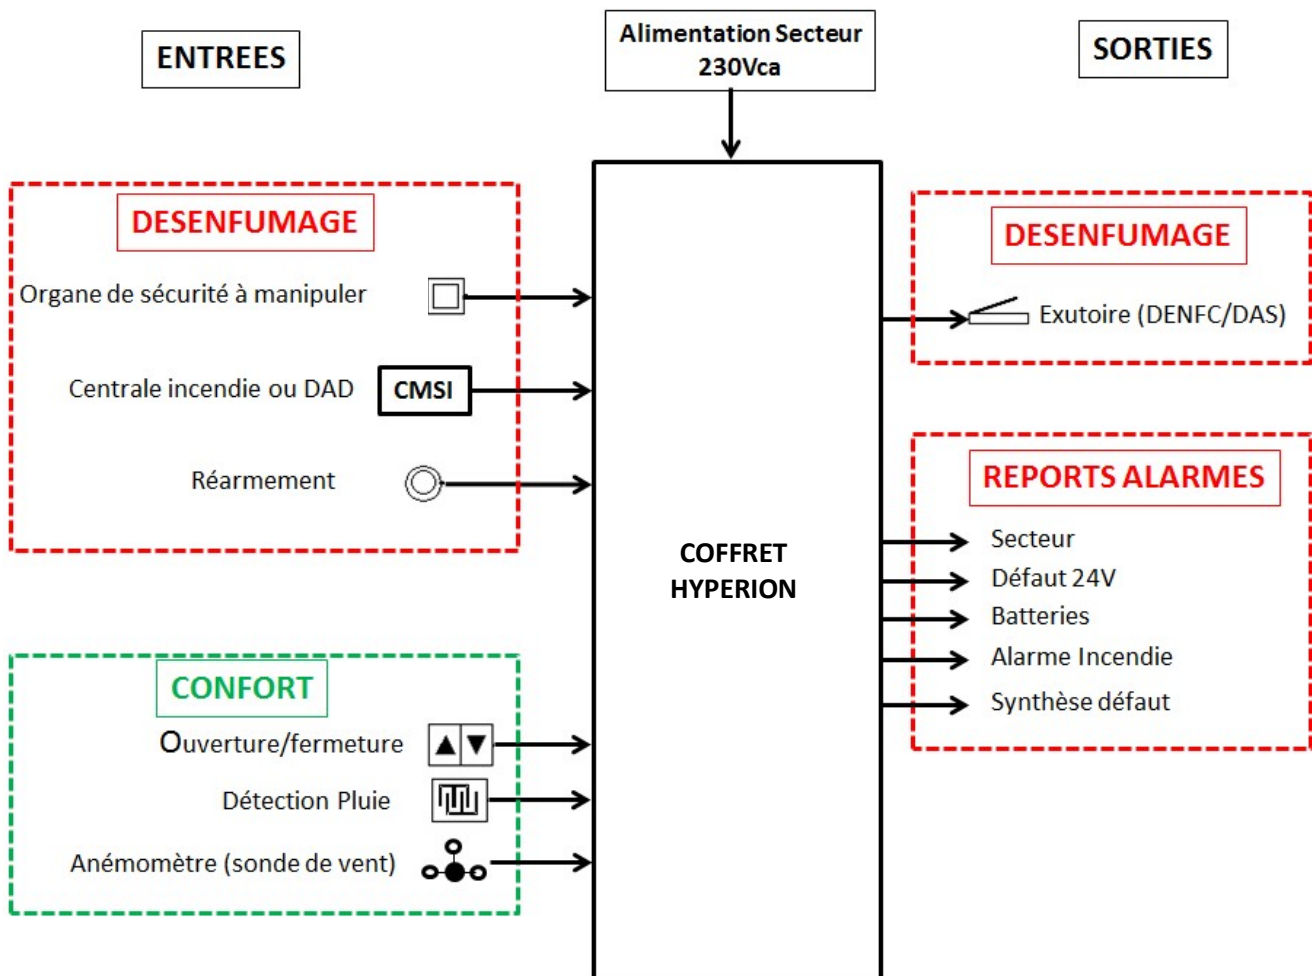 ENTREES
Alimentation Secteur
230Vca
SORTIES
DESENFUMAGE
Organe de sécurité à manipuler
Centrale incendie ou DAD
CMSI
Réarmement
CONFORT
Ouverture/fermeture
Détection Pluie
Anémomètre (sonde de vent)
COFFRET
HYPERION
DESENFUMAGE
Exutoire (DENFC/DAS)
REPORTS ALARMES
Secteur
Défaut 24V
Batteries
Alarme Incendie
Synthèse défaut